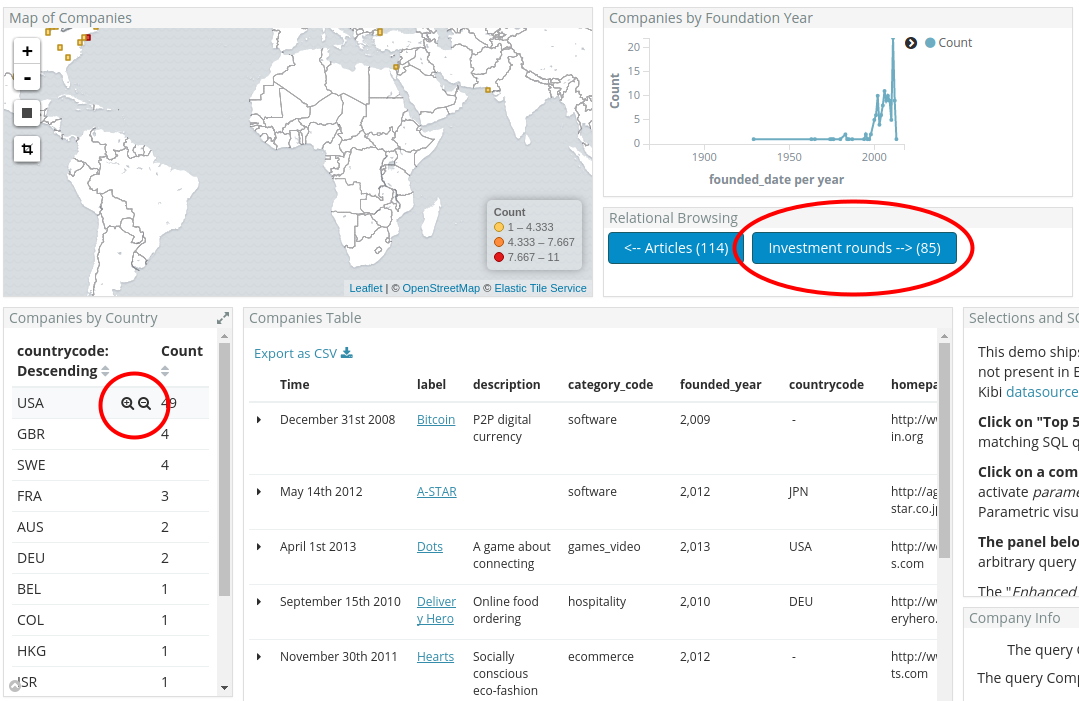 Map of Companies
+
-
Count
1 – 4.333
4.333 – 7.667
7.667 – 11
Leaflet | © OpenStreetMap © Elastic Tile Service
Companies by Foundation Year
Count
20
15
10
5
0
Count
1900 1950 2000
founded_date per year
Relational Browsing
<-- Articles (114)
Investment rounds --> (85)
Companies by Country
countrycode: Count
Descending
USA 49
GBR 4
SWE 4
FRA 3
AUS 2
DEU 2
BEL 1
COL 1
HKG 1
ISR 1
Companies Table
Export as CSV
Time label description category_code founded_year countrycode homepa
December 31st 2008 Bitcoin P2P digital software 2,009 - http://w
currency in.org
May 14th 2012 A-STAR software 2,012 JPN http://ag
star.co.jp
April 1st 2013 Dots A game about games_video 2,013 USA http://w
connecting s.com
September 15th 2010 Deliver Online food hospitality 2,010 DEU http://w
y Hero ordering eryhero.
November 30th 2011 Hearts Socially ecommerce 2,012 - http://w
conscious ts.com
eco-fashion
Selections and SQ
This demo ships
not present in E
Kibi datasource
Click on "Top 5
matching SQL q
Click on a com
activate parame
Parametric visu
The panel belo
arbitrary query
The "Enhanced
Company Info
The query
The query Comp